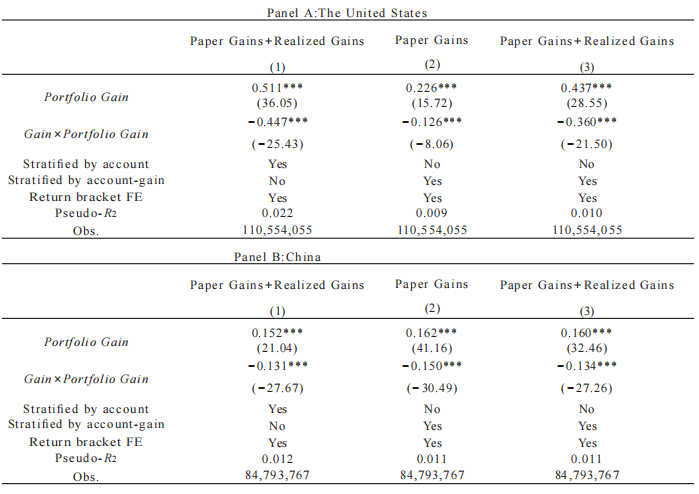 Panel A:The United States
Paper Gains+Realized Gains Paper Gains Paper Gains+Realized Gains
(1) (2) (3)
Portfolio Gain 0.511*** 0.226*** 0.437***
(36.05) (15.72) (28.55)
Gain×Portfolio Gain −0.447*** −0.126*** −0.360***
(−25.43) (−8.06) (−21.50)
Stratified by account Yes No No
Stratified by account-gain No Yes Yes
Return bracket FE Yes Yes Yes
Pseudo-R2 0.022 0.009 0.010
Obs. 110,554,055 110,554,055 110,554,055
Panel B:China
Paper Gains+Realized Gains Paper Gains Paper Gains+Realized Gains
(1) (2) (3)
Portfolio Gain 0.152*** 0.162*** 0.160***
(21.04) (41.16) (32.46)
Gain×Portfolio Gain −0.131*** −0.150*** −0.134***
(−27.67) (−30.49) (−27.26)
Stratified by account Yes No No
Stratified by account-gain No Yes Yes
Return bracket FE Yes Yes Yes
Pseudo-R2 0.012 0.011 0.011
Obs. 84,793,767 84,793,767 84,793,767